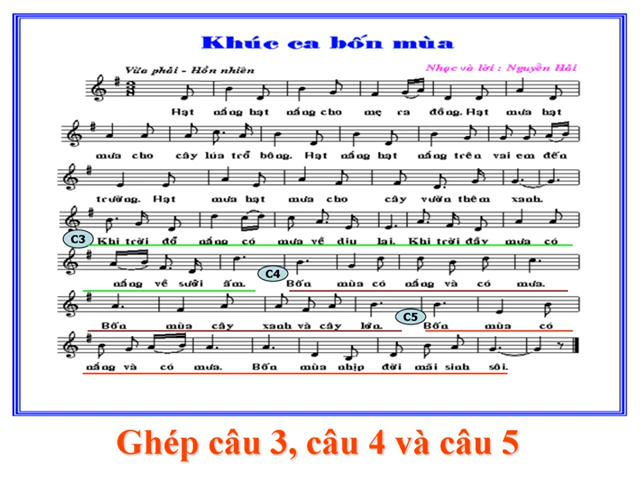 Khúc ca bốn mùa
Vừa phải - Hồn nhiên
Nhạc và lời : Nguyễn Hải
Hạt nắng hạt nắng cho mẹ ra đồng. Hạt mưa hạt
mưa cho cây lúa trổ bông. Hạt nắng hạt nắng trên vai em đến
trường. Hạt mưa hạt mưa cho cây vườn thêm xanh.
C3 Khi trời đổ nắng có mưa về dịu lại. Khi trời đầy mưa có
nắng về sưởi ấm. C4 Bốn mùa có nắng và có mưa.
Bốn mùa cây xanh và cây lớn. C5 Bốn mùa có
nắng và có mưa. Bốn mùa nhịp đời mãi sinh sôi.
Ghép câu 3, câu 4 và câu 5